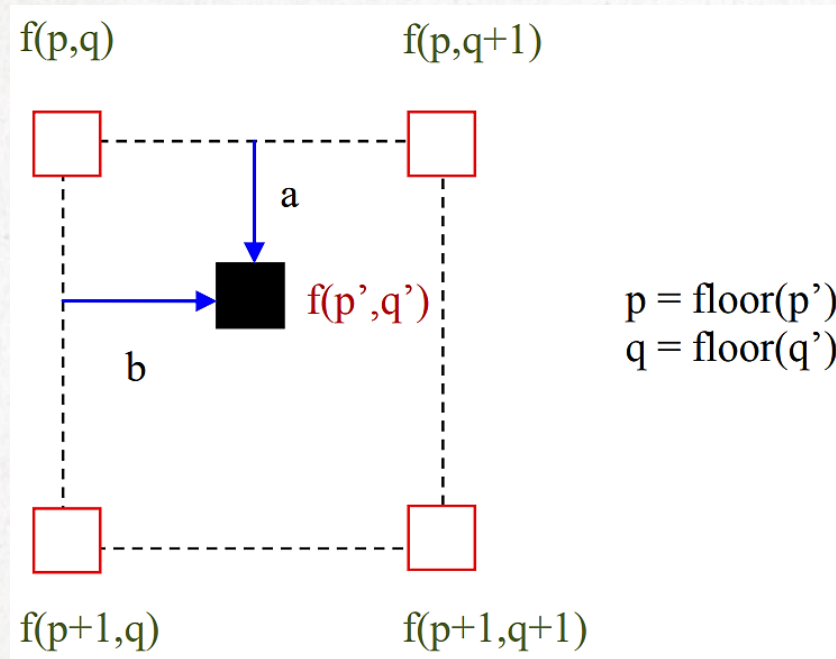 f(p,q)
f(p,q+1)
a
f(p’,q’)
b
p = floor(p’)
q = floor(q’)
f(p+1,q)
f(p+1,q+1)